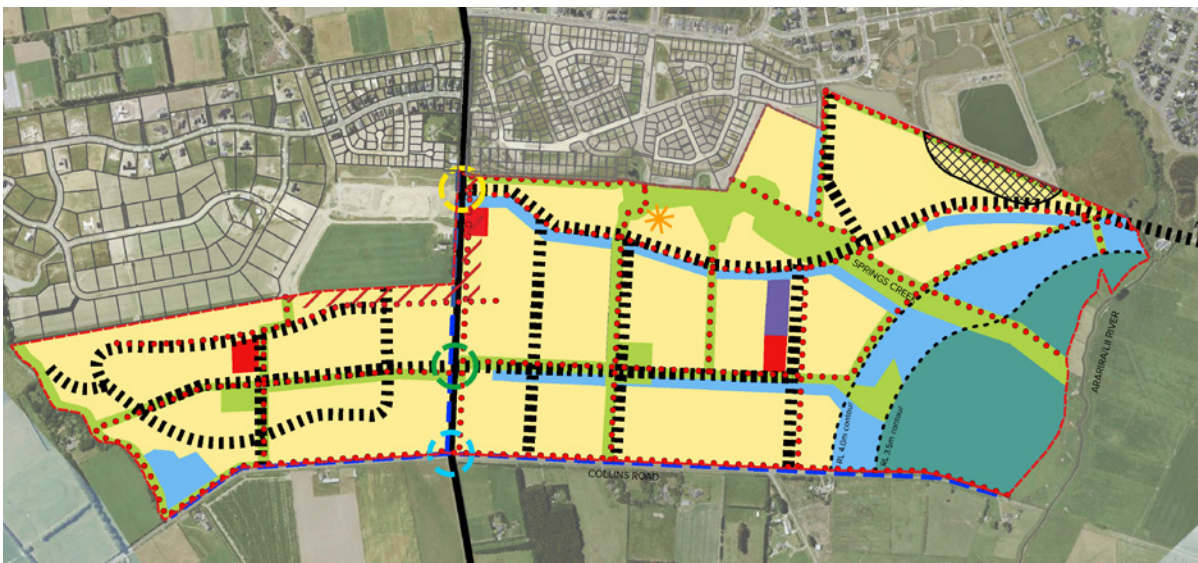 SPRINGS CREEK
ARARIRA/LII RIVER
RL 4.0m contour
RL 3.5m contour
COLLINS ROAD